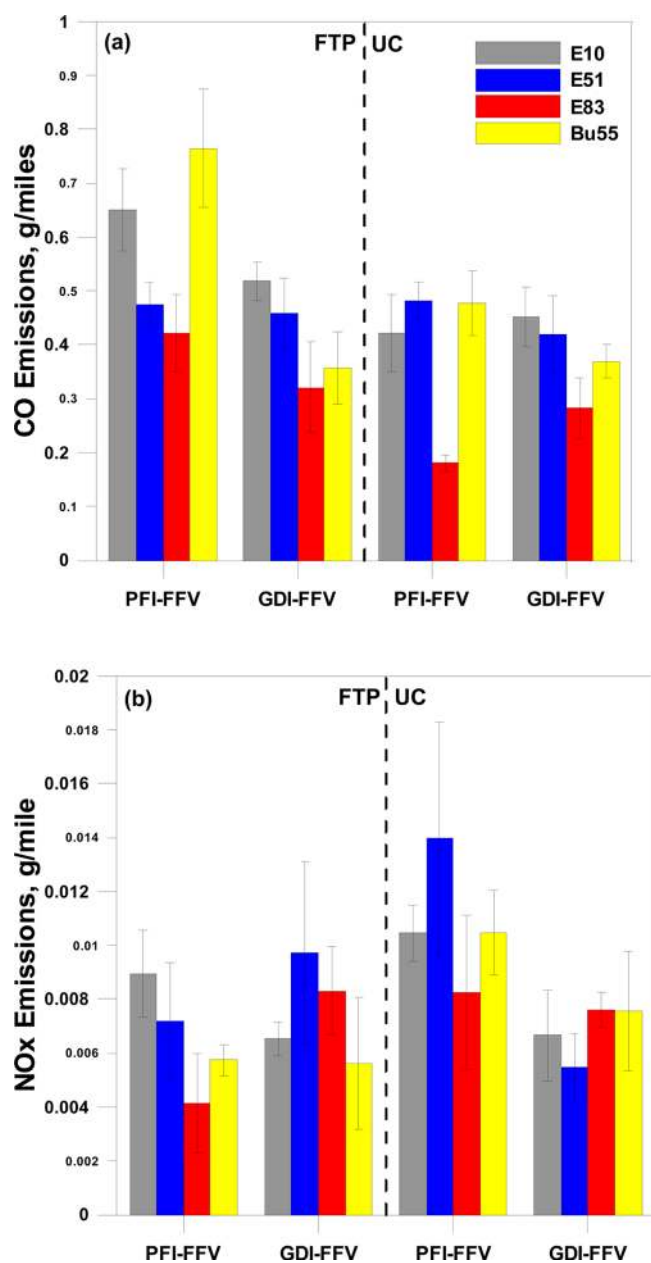 1
(a)
FTP
UC
E10
0.9
E51
E83
0.8
Bu55
0.7
0.6
0.5
0.4
0.3
0.2
0.1
0
CO Emissions, g/miles
PFI-FFV
GDI-FFV
PFI-FFV
GDI-FFV
0.02
(b)
FTP
UC
0.018
0.016
0.014
0.012
0.01
0.008
0.006
0.004
0.002
0
NOx Emissions, g/mile
PFI-FFV
GDI-FFV
PFI-FFV
GDI-FFV